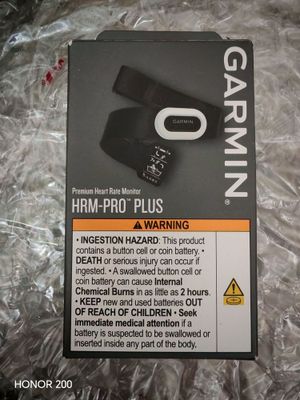 GARMIN
GARMIN®
Premium Heart Rate Monitor
HRM-PRO™ PLUS
WARNING
• INGESTION HAZARD: This product
contains a button cell or coin battery. •
DEATH or serious injury can occur if
ingested. • A swallowed button cell or
coin battery can cause Internal
Chemical Burns in as little as 2 hours.
• KEEP new and used batteries OUT
OF REACH OF CHILDREN • Seek
immediate medical attention if a
battery is suspected to be swallowed or
inserted inside any part of the body.
HONOR 200